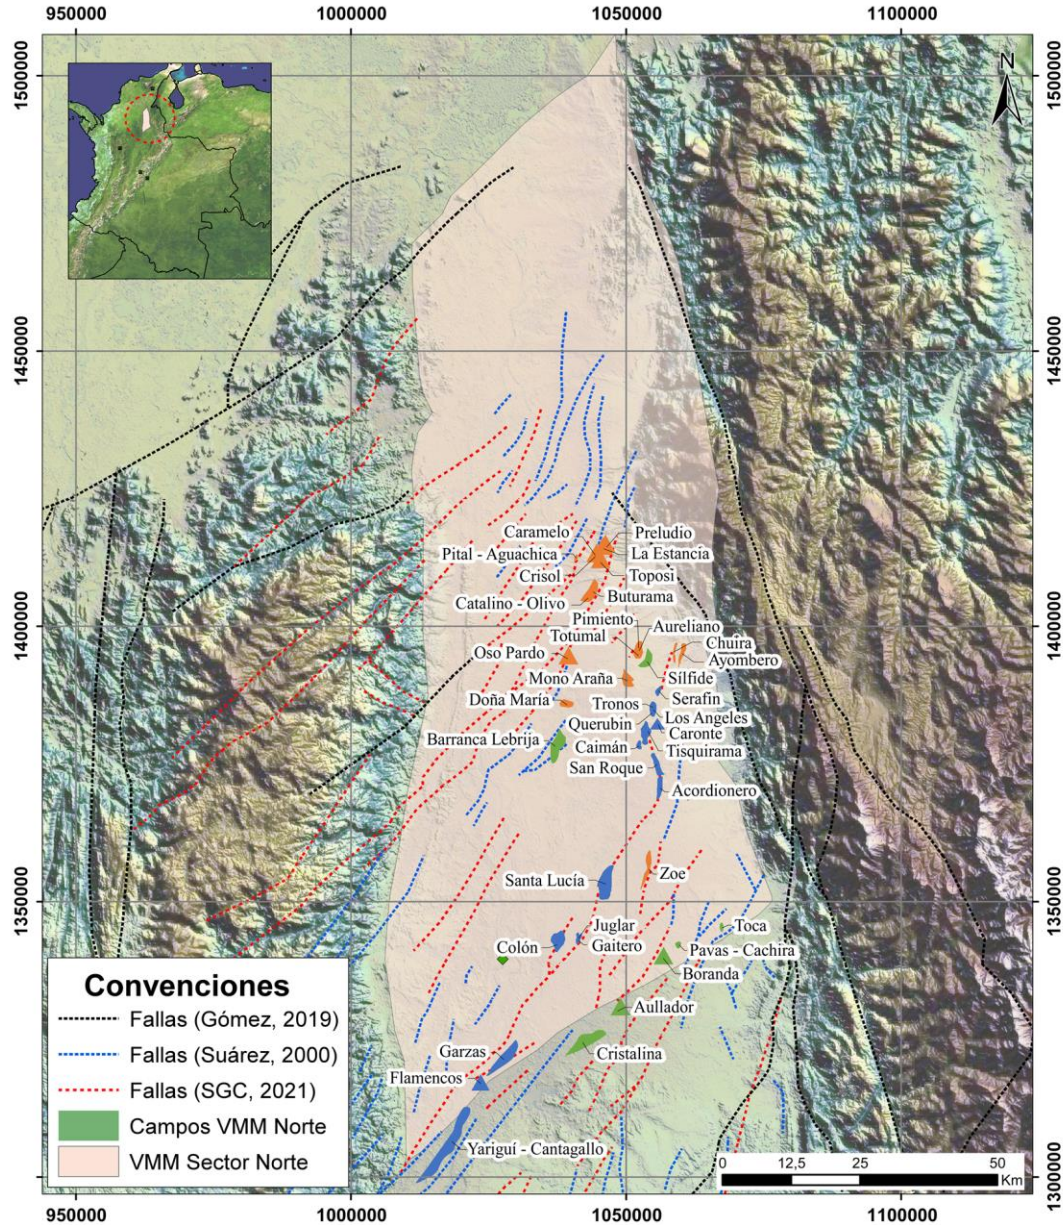 950000
1000000
1050000
1100000
1500000
1500000
N
1450000
1450000
Caramelo
Preludio
Pital - Aguachica
La Estancia
Crisol
Toposi
Catalino - Olivo
Buturama
Pimiento
1400000
1400000
Totumal
Aureliano
Oso Pardo
Chuira
Ayombero
Mono Araña
Sílfide
Doña María
Tronos
Serafin
Querubin
Los Angeles
Barranca Lebrija
Caronte
Caimán
Tisquirama
San Roque
Acordionero
Santa Lucía
Zoe
1350000
1350000
Juglar
Toca
Colón
Gaitero
Pavas - Cachira
Boranda
Aullador
Garzas
Cristalina
Flamencos
Yariguí - Cantagallo
Convenciones
Fallas (Gómez, 2019)
Fallas (Suárez, 2000)
Fallas (SGC, 2021)
Campos VMM Norte
VMM Sector Norte
0 12,5 25 50
Km
1300000
1300000
950000
1000000
1050000
1100000